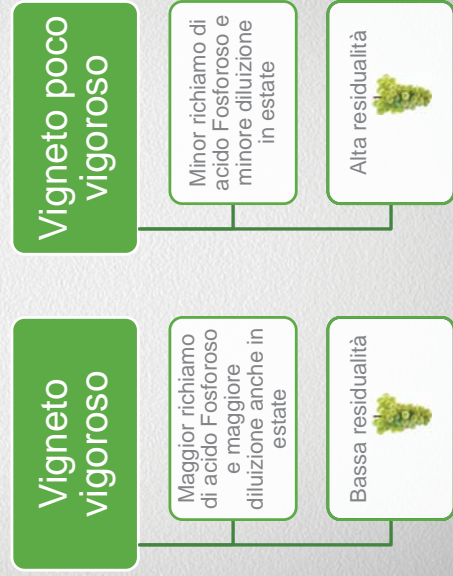 Vigneto
vigoroso
Maggior richiamo
di acido Fosforoso
e maggiore
diluizione anche in
estate
Bassa residualità
Vigneto poco
vigoroso
Minor richiamo di
acido Fosforoso e
minore diluizione
in estate
Alta residualità